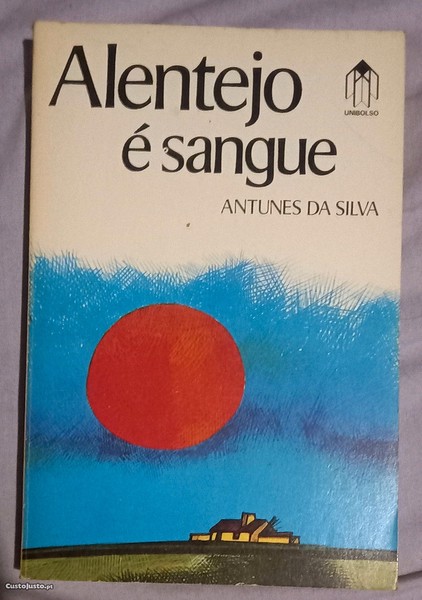 Alentejo
é sangue
UNIBOLSO
ANTUNES DA SILVA
CustoJusto.pt